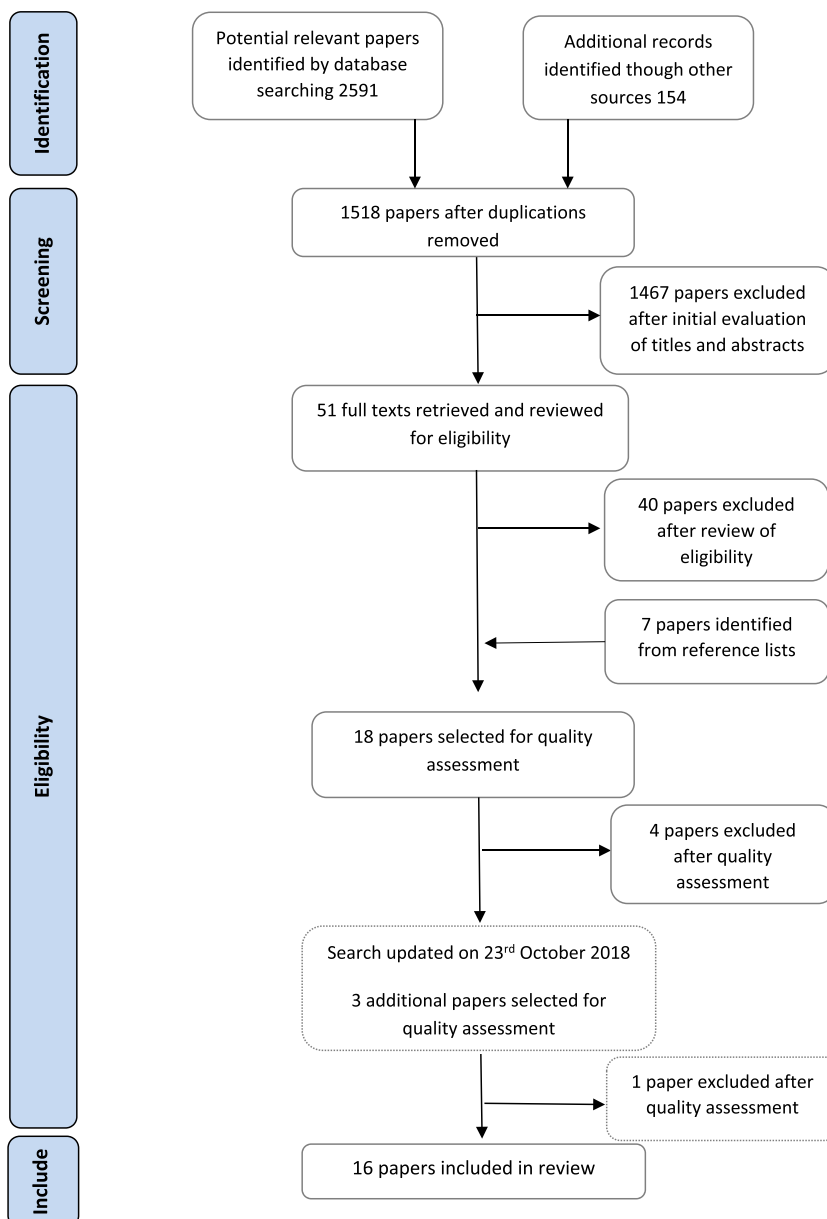 Identification
Potential relevant papers
identified by database
searching 2591
Additional records
identified though other
sources 154
Screening
1518 papers after duplications
removed
1467 papers excluded
after initial evaluation
of titles and abstracts
Eligibility
51 full texts retrieved and reviewed
for eligibility
40 papers excluded
after review of
eligibility
7 papers identified
from reference lists
18 papers selected for quality
assessment
4 papers excluded
after quality
assessment
Search updated on 23rd October 2018
3 additional papers selected for
quality assessment
1 paper excluded after
quality assessment
Include
16 papers included in review